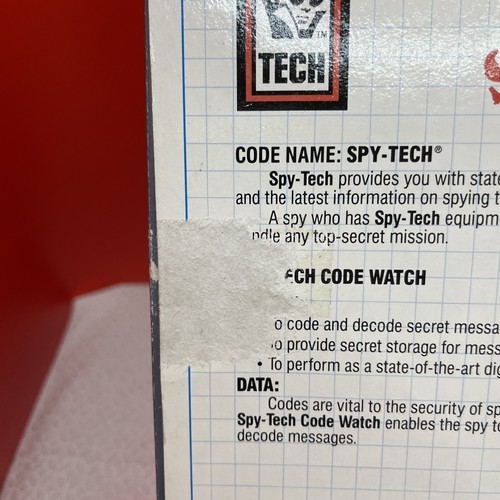 TM
TECH
CODE NAME: SPY-TECH®
Spy-Tech provides you with state
and the latest information on spying t
A spy who has Spy-Tech equipm
ndle any top-secret mission.
ECH CODE WATCH
o code and decode secret messa
o provide secret storage for mess
• To perform as a state-of-the-art dig
DATA:
Codes are vital to the security of sp
Spy-Tech Code Watch enables the spy to
decode messages.